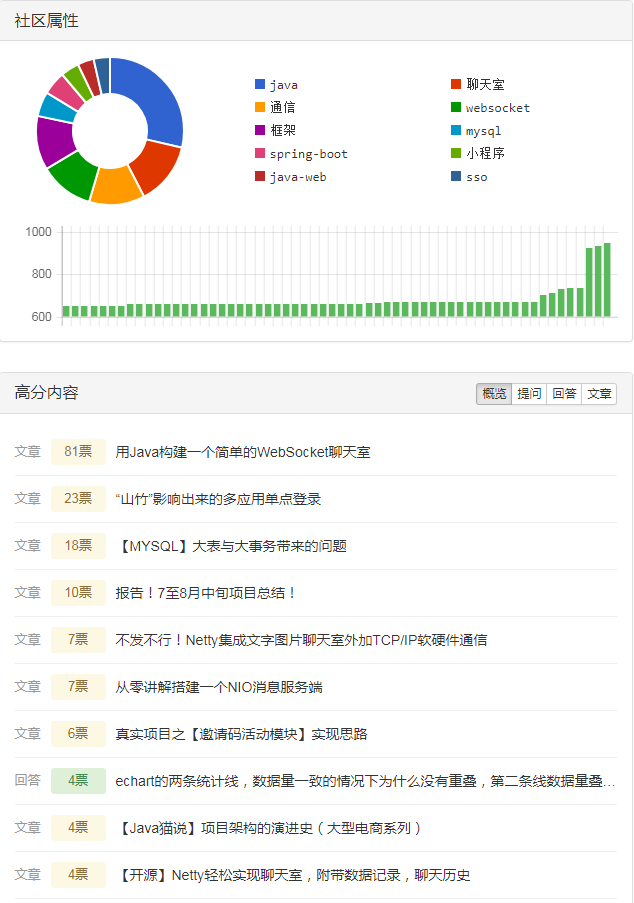 社区属性
java
聊天室
通信
websocket
框架
mysql
spring-boot
小程序
java-web
sso
1000
800
600
高分内容
概览 提问 回答 文章
文章 81票 用Java构建一个简单的WebSocket聊天室
文章 23票 “山竹”影响出来的多应用单点登录
文章 18票 【MYSQL】大表与大事务带来的问题
文章 10票 报告！7至8月中旬项目总结！
文章 7票 不发不行！Netty集成文字图片聊天室外加TCP/IP软硬件通信
文章 7票 从零讲解搭建一个NIO消息服务端
文章 6票 真实项目之【邀请码活动模块】实现思路
回答 4票 echart的两条统计线，数据量一致的情况下为什么没有重叠，第二条线数据量重叠…
文章 4票 【Java猫说】项目架构的演进史（大型电商系列）
文章 4票 【开源】Netty轻松实现聊天室，附带数据记录，聊天历史